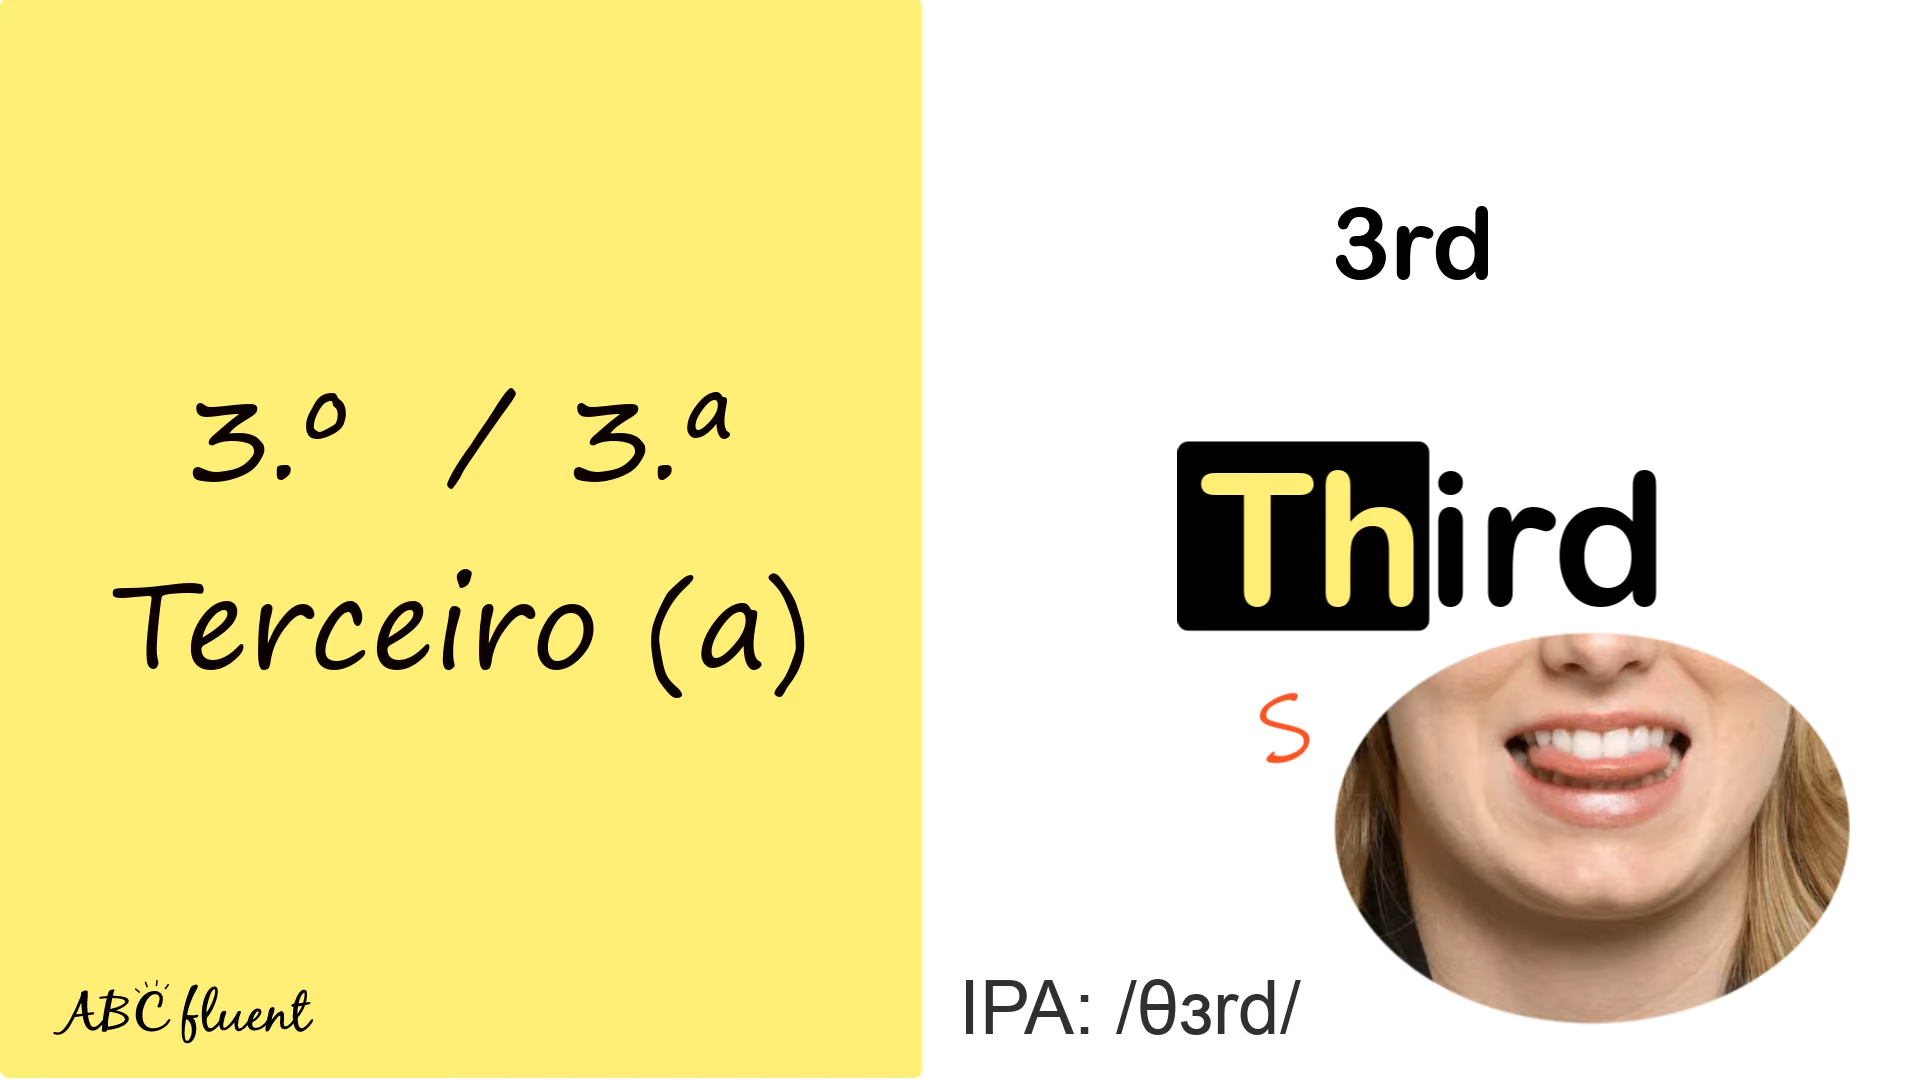 3.º / 3.ª
Terceiro (a)
ABC fluent
3rd
Third
S
IPA: /θɜrd/